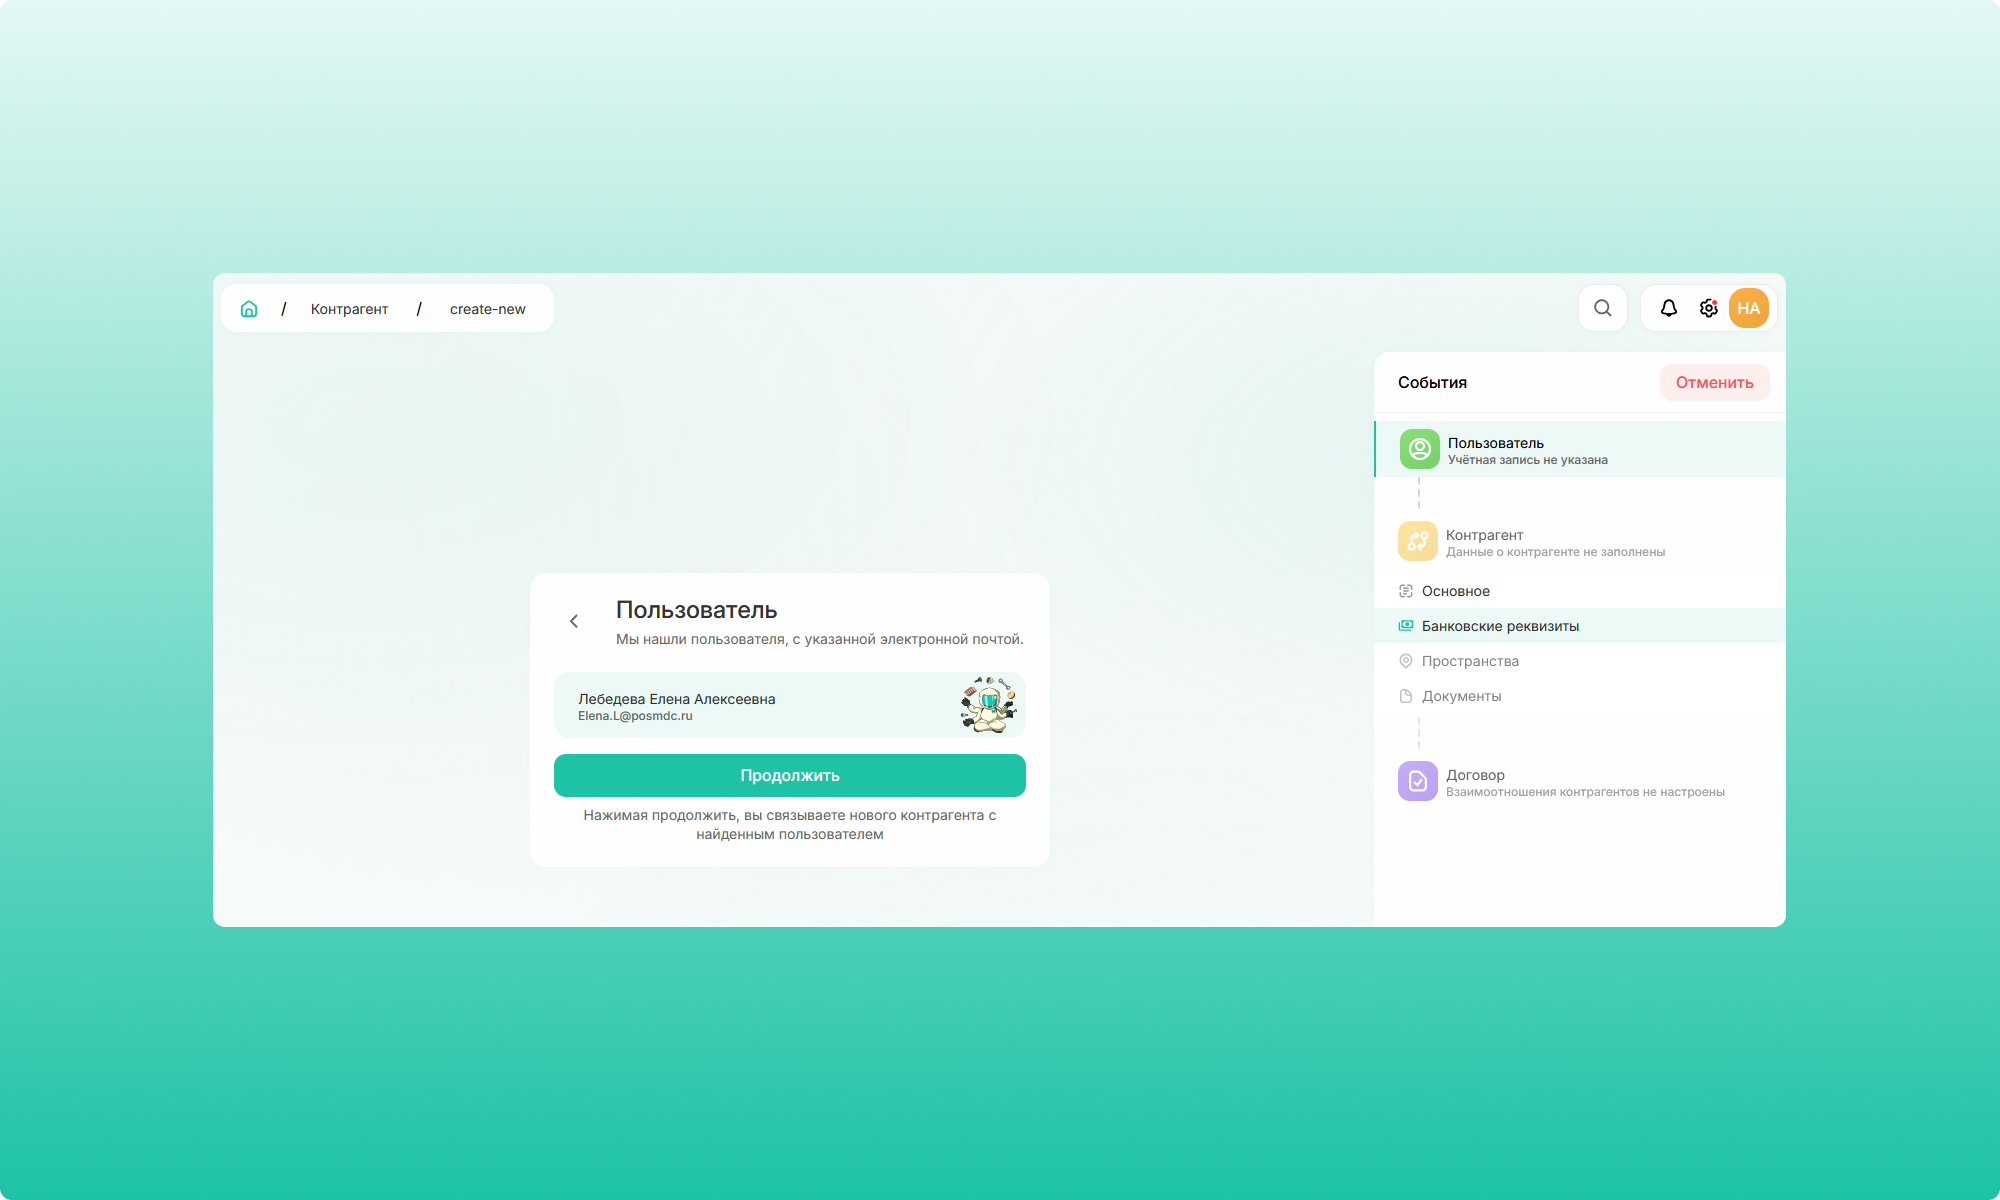 / Контрагент / create-new
НА
События
Отменить
Пользователь
Учётная запись не указана
Контрагент
Данные о контрагенте не заполнены
Основное
Банковские реквизиты
Пространства
Документы
Договор
Взаимоотношения контрагентов не настроены
Пользователь
Мы нашли пользователя, с указанной электронной почтой.
Лебедева Елена Алексеевна
Elena.L@posmdc.ru
Продолжить
Нажимая продолжить, вы связываете нового контрагента с
найденным пользователем